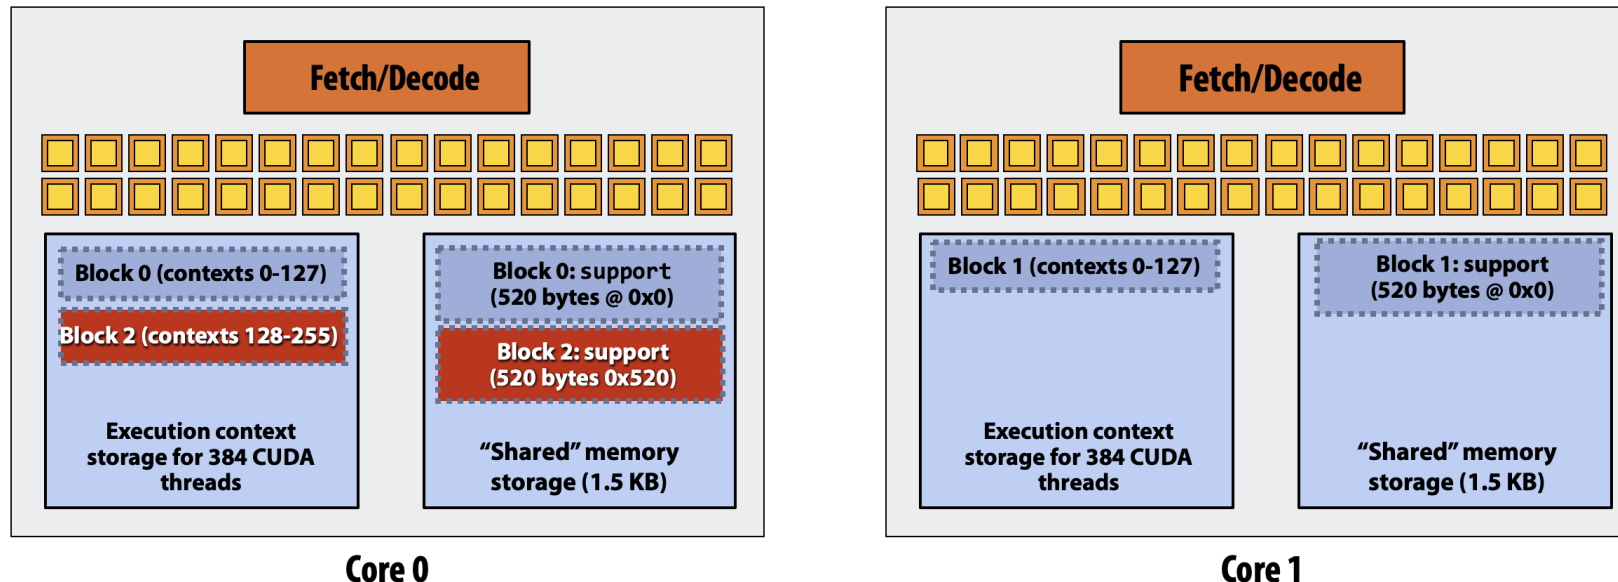 Fetch/Decode
Block 0 (contexts 0-127)
Block 2 (contexts 128-255)
Execution context
storage for 384 CUDA
threads
Block 0: support
(520 bytes @ 0x0)
Block 2: support
(520 bytes 0x520)
“Shared” memory
storage (1.5 KB)
Core 0
Fetch/Decode
Block 1 (contexts 0-127)
Execution context
storage for 384 CUDA
threads
Block 1: support
(520 bytes @ 0x0)
“Shared” memory
storage (1.5 KB)
Core 1